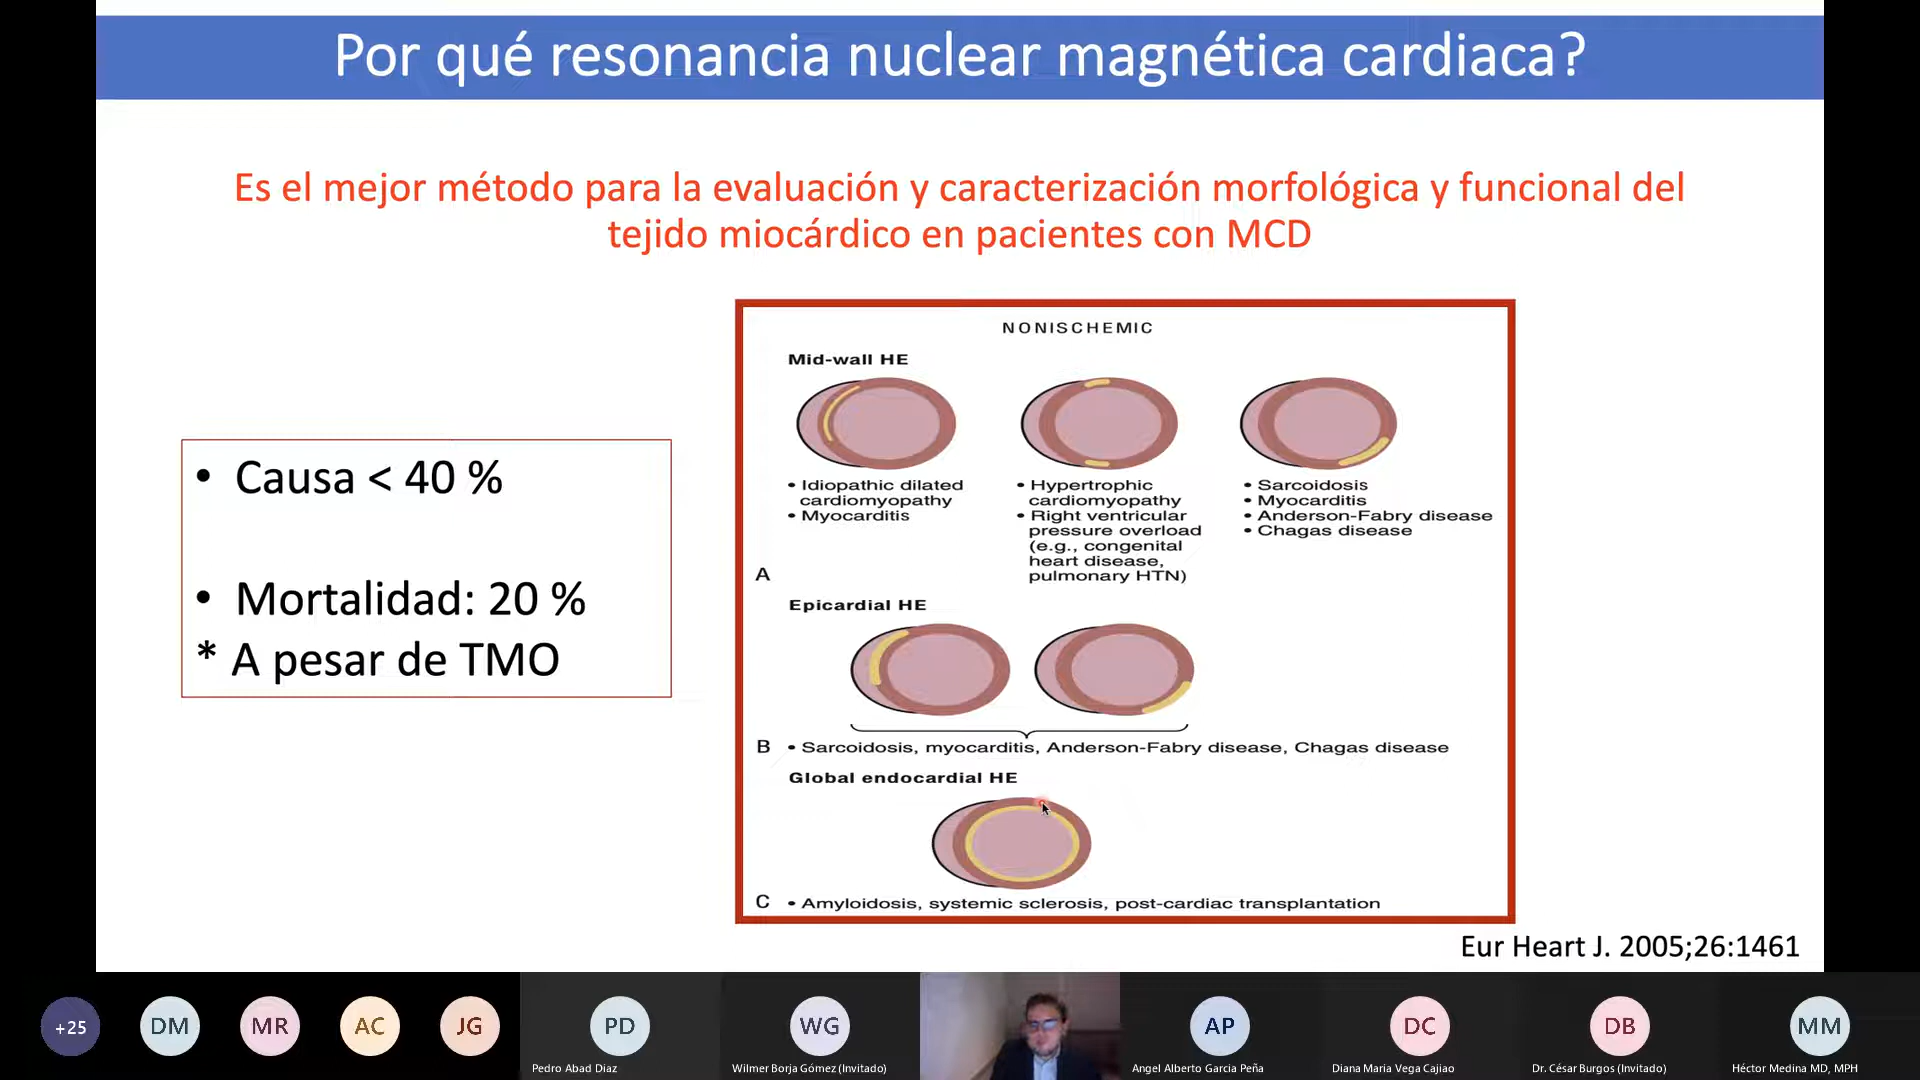 Por qué resonancia nuclear magnética cardiaca?
Es el mejor método para la evaluación y caracterización morfológica y funcional del
tejido miocárdico en pacientes con MCD
• Causa < 40 %
• Mortalidad: 20 %
* A pesar de TMO
NONISCHEMIC
Mid-wall HE
• Idiopathic dilated
cardiomyopathy
• Myocarditis
• Hypertrophic
cardiomyopathy
• Right ventricular
pressure overload
(e.g., congenital
heart disease,
pulmonary HTN)
• Sarcoidosis
• Myocarditis
• Anderson-Fabry disease
• Chagas disease
A
Epicardial HE
B • Sarcoidosis, myocarditis, Anderson-Fabry disease, Chagas disease
Global endocardial HE
C • Amyloidosis, systemic sclerosis, post-cardiac transplantation
Eur Heart J. 2005;26:1461
+25
DM
MR
AC
JG
PD
Pedro Abad Diaz
WG
Wilmer Borja Gómez (Invitado)
AP
Angel Alberto Garcia Peña
DC
Diana Maria Vega Cajiao
DB
Dr. César Burgos (Invitado)
MM
Héctor Medina MD, MPH